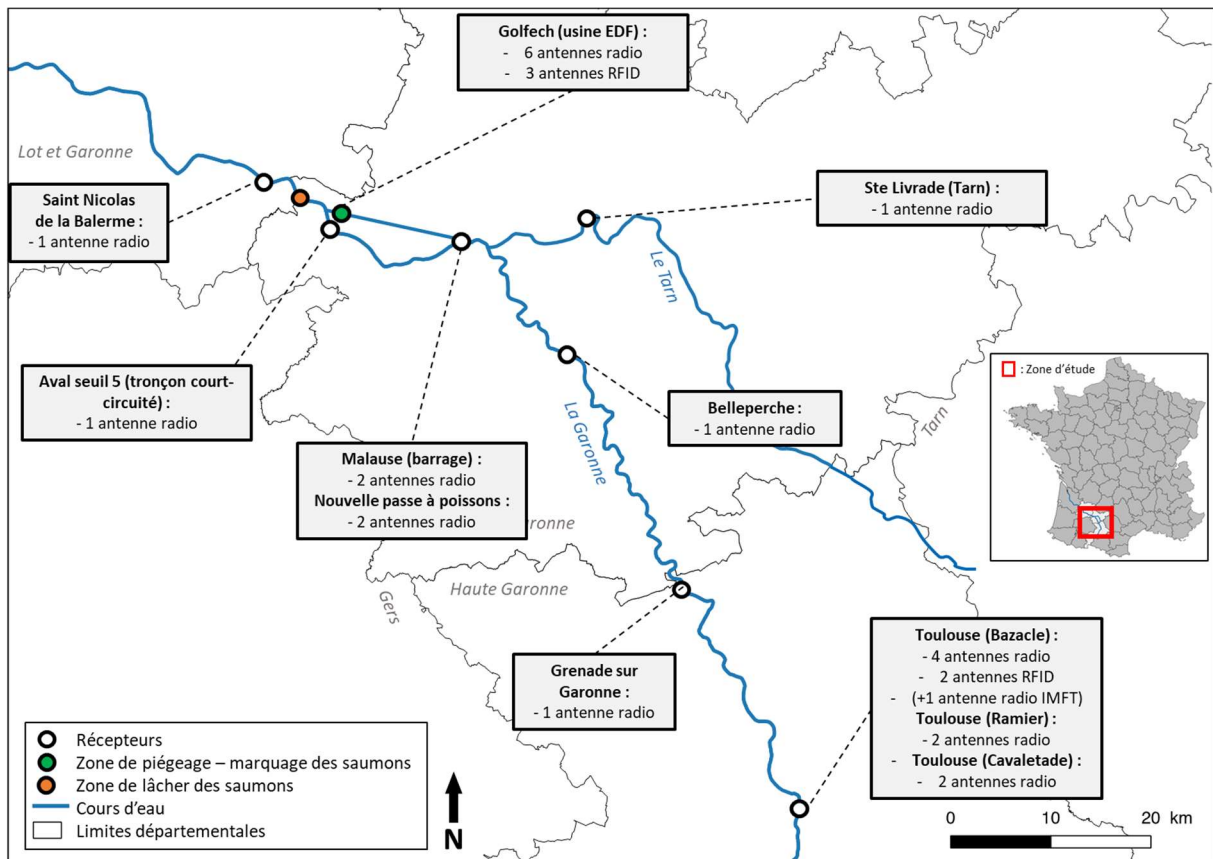 Golfech (usine EDF) :
- 6 antennes radio
- 3 antennes RFID
Lot et Garonne
Saint Nicolas
de la Balerme :
- 1 antenne radio
Ste Livrade (Tarn) :
- 1 antenne radio
Le Tarn
Aval seuil 5 (tronçon court-
circuité) :
- 1 antenne radio
Belleperche :
- 1 antenne radio
Tarn
: Zone d'étude
La Garonne
Malause (barrage) :
- 2 antennes radio
Nouvelle passe à poissons :
- 2 antennes radio
aronne
Haute Garonne
Gers
Grenade sur
Garonne :
- 1 antenne radio
Toulouse (Bazacle) :
- 4 antennes radio
- 2 antennes RFID
- (+1 antenne radio IMFT)
Toulouse (Ramier) :
- 2 antennes radio
- Toulouse (Cavaletade) :
- 2 antennes radio
Récepteurs
Zone de piégeage – marquage des saumons
Zone de lâcher des saumons
Cours d'eau
Limites départementales
N
0 10 20 km